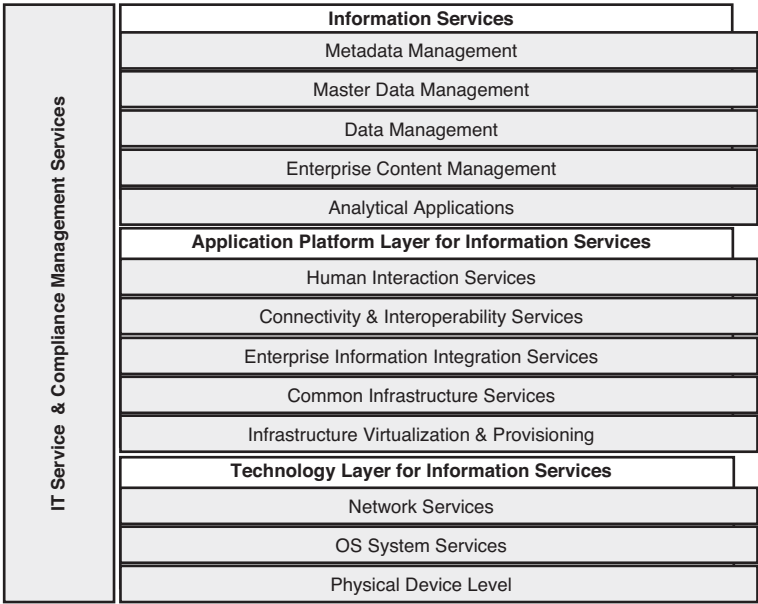 IT Service & Compliance Management Services
Information Services
Metadata Management
Master Data Management
Data Management
Enterprise Content Management
Analytical Applications
Application Platform Layer for Information Services
Human Interaction Services
Connectivity & Interoperability Services
Enterprise Information Integration Services
Common Infrastructure Services
Infrastructure Virtualization & Provisioning
Technology Layer for Information Services
Network Services
OS System Services
Physical Device Level